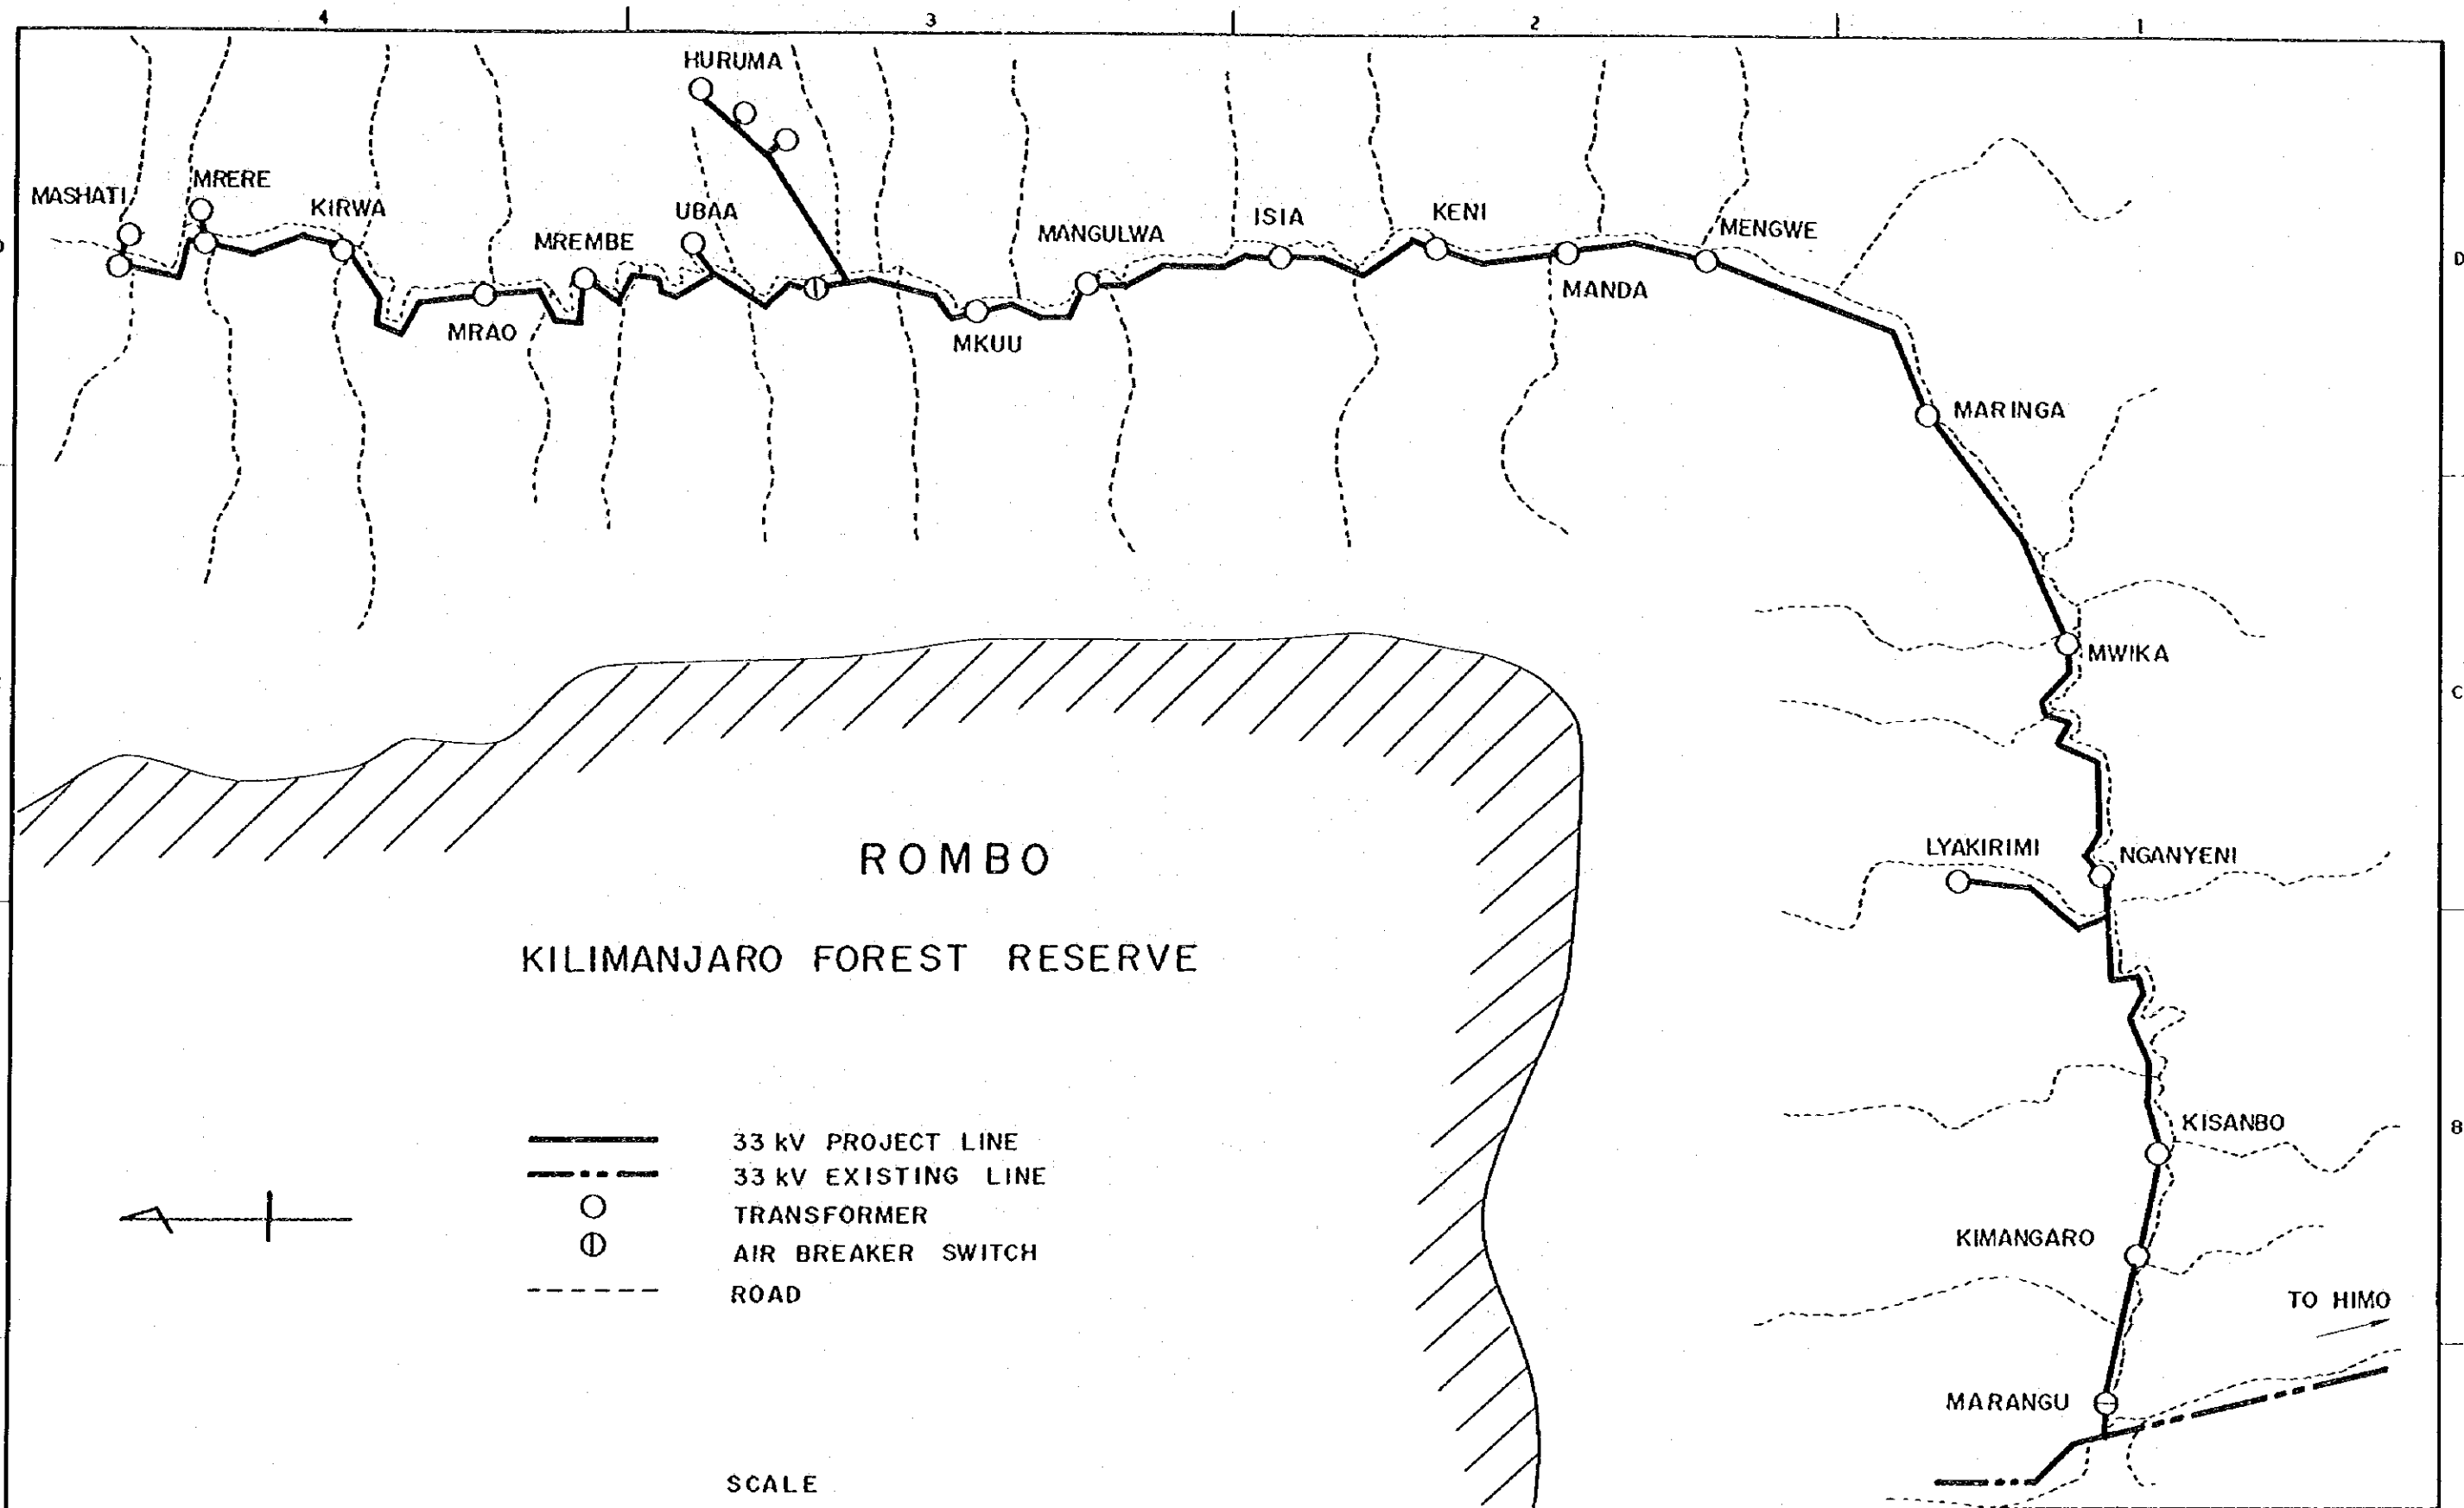 4 3 2 1
HURUMA
MASHATI
MRERE
KIRWA
MREMBE
UBAA
MANGULWA
ISIA
KENI
MENGWE
D
MRAO
MKUU
MANDA
MARINGA
MWIKA
C
LYAKIRIMI
NGANYENI
ROMBO
KILIMANJARO FOREST RESERVE
KISANBO
33 kV PROJECT LINE
33 kV EXISTING LINE
TRANSFORMER
AIR BREAKER SWITCH
ROAD
B
KIMANGARO
TO HIMO
MARANGU
SCALE